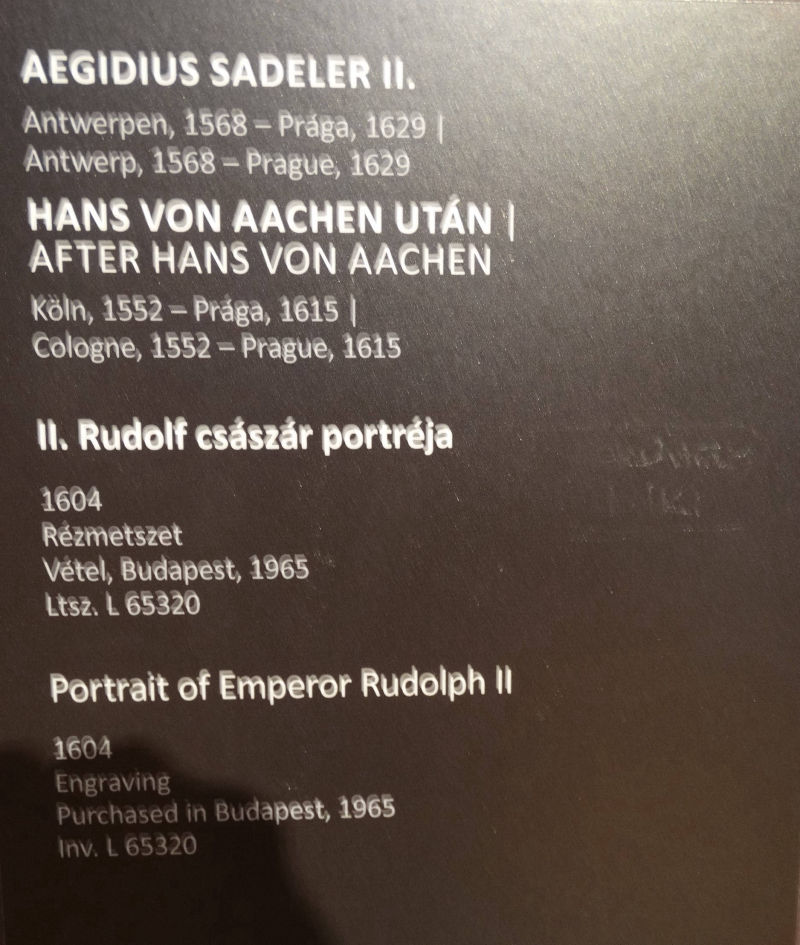 AEGIDIUS SADELER II.
Antwerpen, 1568 – Prága, 1629 |
Antwerp, 1568 – Prague, 1629
HANS VON AACHEN UTÁN |
AFTER HANS VON AACHEN
Köln, 1552 – Prága, 1615 |
Cologne, 1552 – Prague, 1615
II. Rudolf császár portréja
1604
Rézmetszet
Vétel, Budapest, 1965
Ltsz. L 65320
Portrait of Emperor Rudolph II
1604
Engraving
Purchased in Budapest, 1965
Inv. L 65320